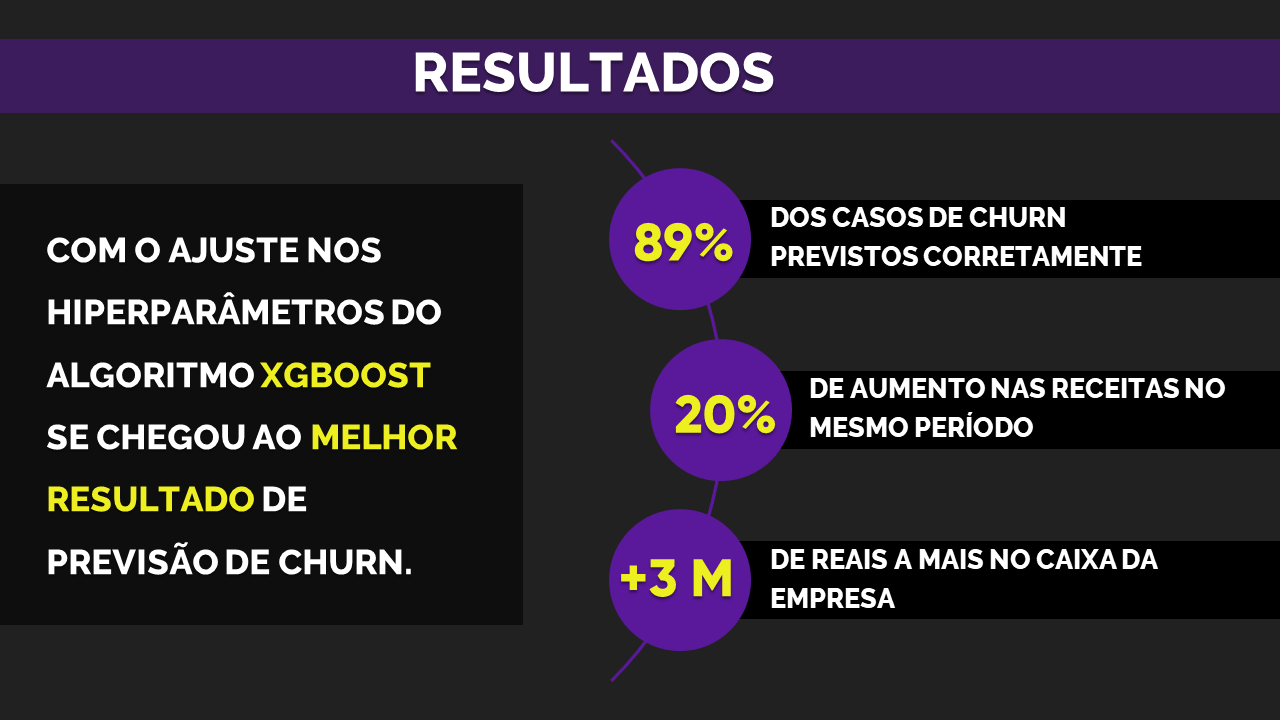 RESULTADOS
COM O AJUSTE NOS
HIPERPARÂMETROS DO
ALGORITMO XGBOOST
SE CHEGOU AO MELHOR
RESULTADO DE
PREVISÃO DE CHURN.
89%
DOS CASOS DE CHURN
PREVISTOS CORRETAMENTE
20%
DE AUMENTO NAS RECEITAS NO
MESMO PERÍODO
+3 M
DE REAIS A MAIS NO CAIXA DA
EMPRESA